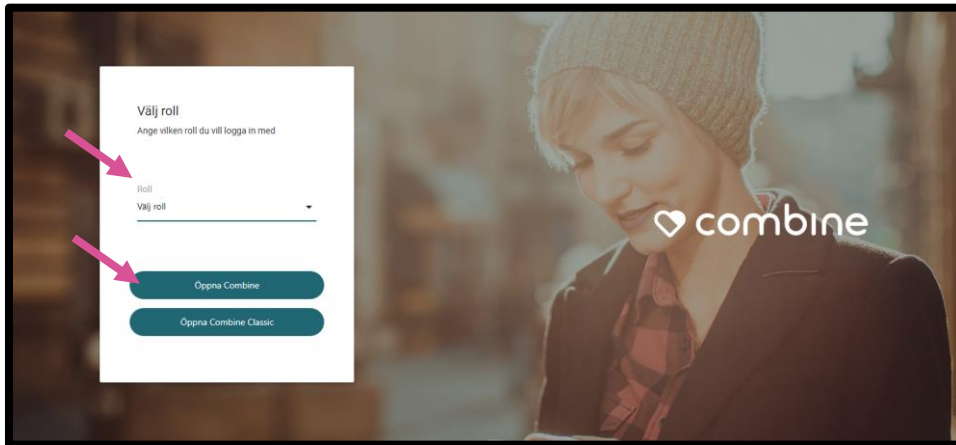 Välj roll
Ange vilken roll du vill logga in med
Roll
Välj roll
Öppna Combine
Öppna Combine Classic
combine